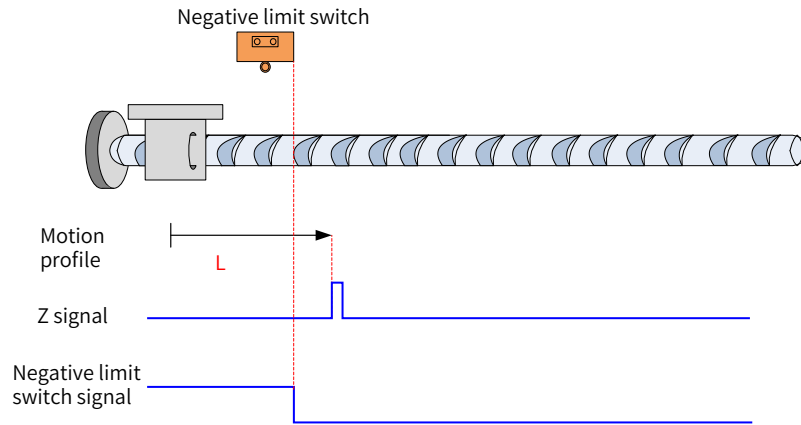 Negative limit switch
Motion
profile
L
Z signal
Negative limit
switch signal